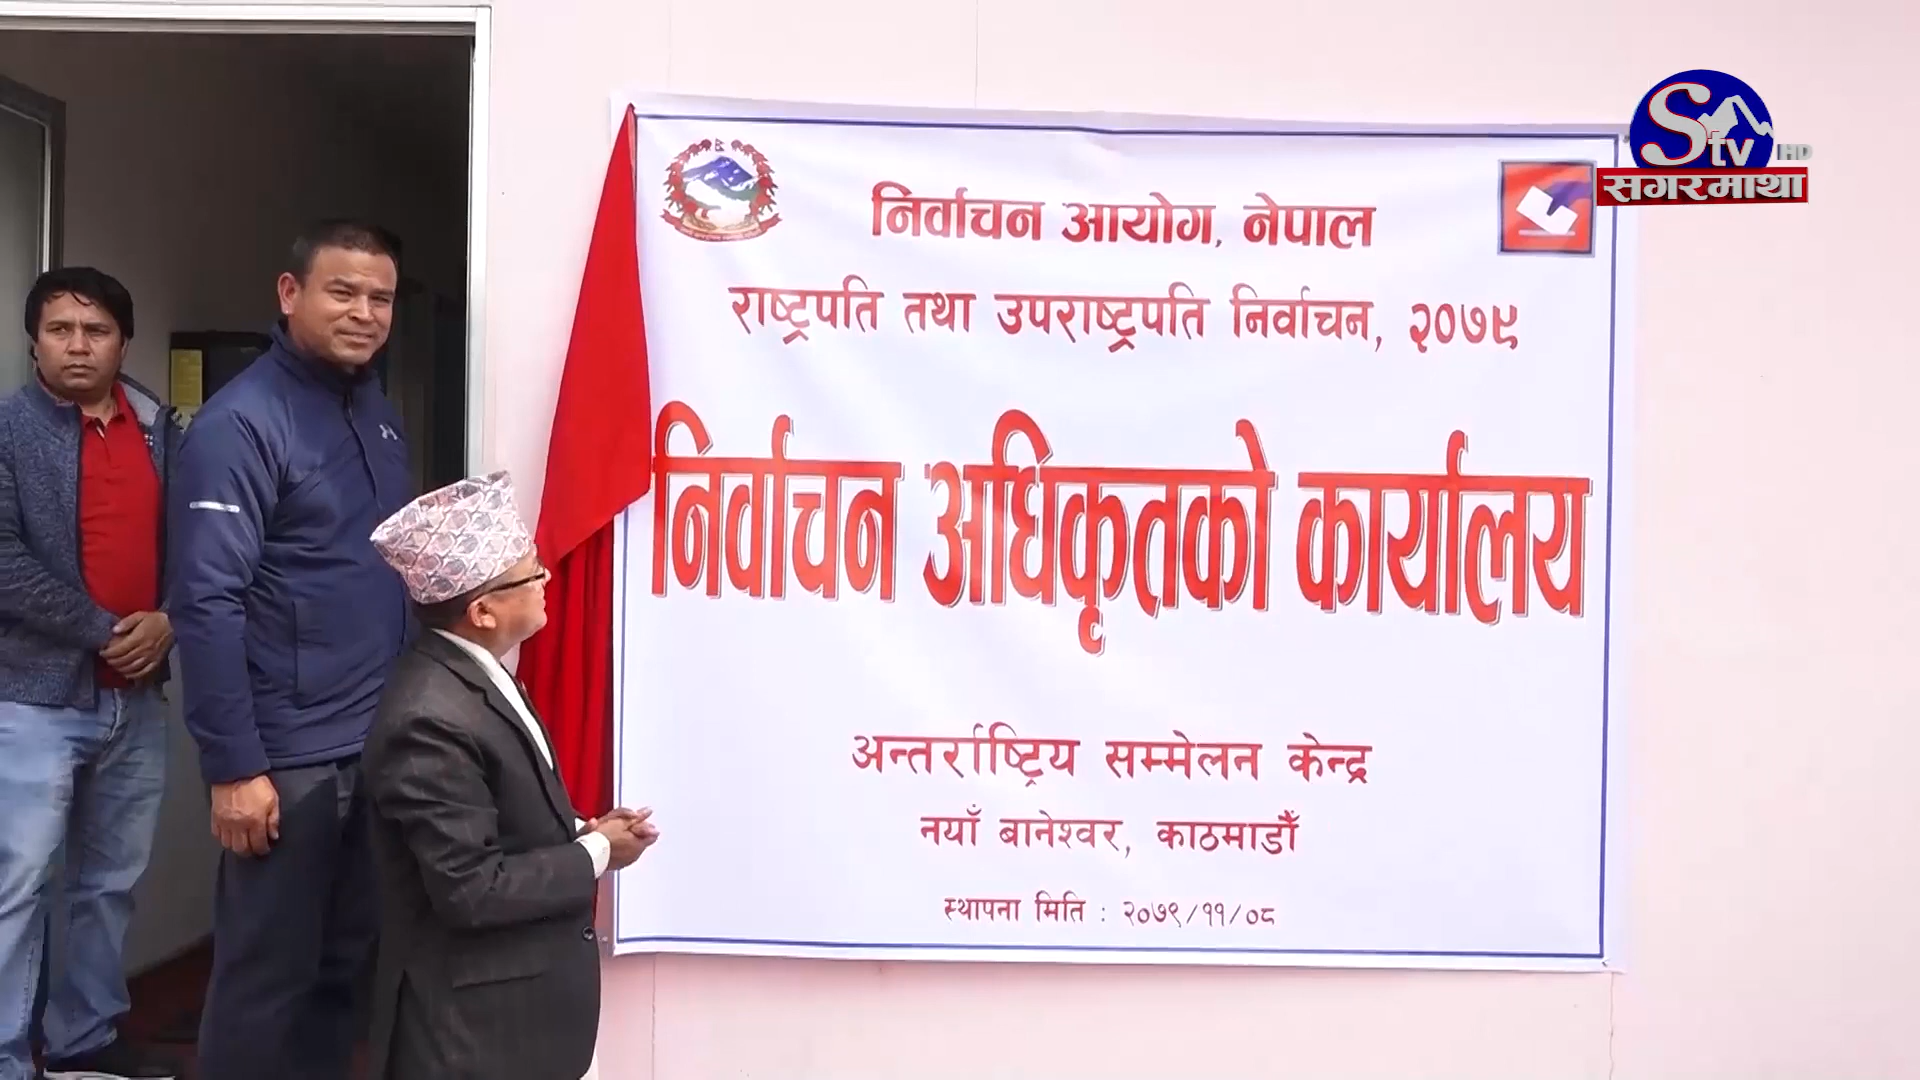 निर्वाचन आयोग, नेपाल
राष्ट्रपति तथा उपराष्ट्रपति निर्वाचन, २०७९
निर्वाचन अधिकृतको कार्यालय
अन्तर्राष्ट्रिय सम्मेलन केन्द्र
नयाँ बानेश्वर, काठमाडौँ
स्थापना मिति : २०७९/११/०८
Stv HD
सगरमाथा